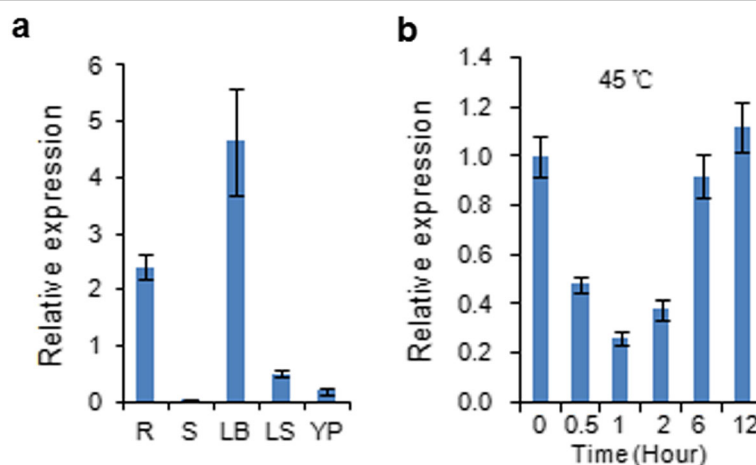 a
Relative expression
6
5
4
3
2
1
0
R S LB LS YP
b
Relative expression
1.4
1.2
1.0
0.8
0.6
0.4
0.2
0.0
45 ℃
0 0.5 1 2 6 12
Time (Hour)